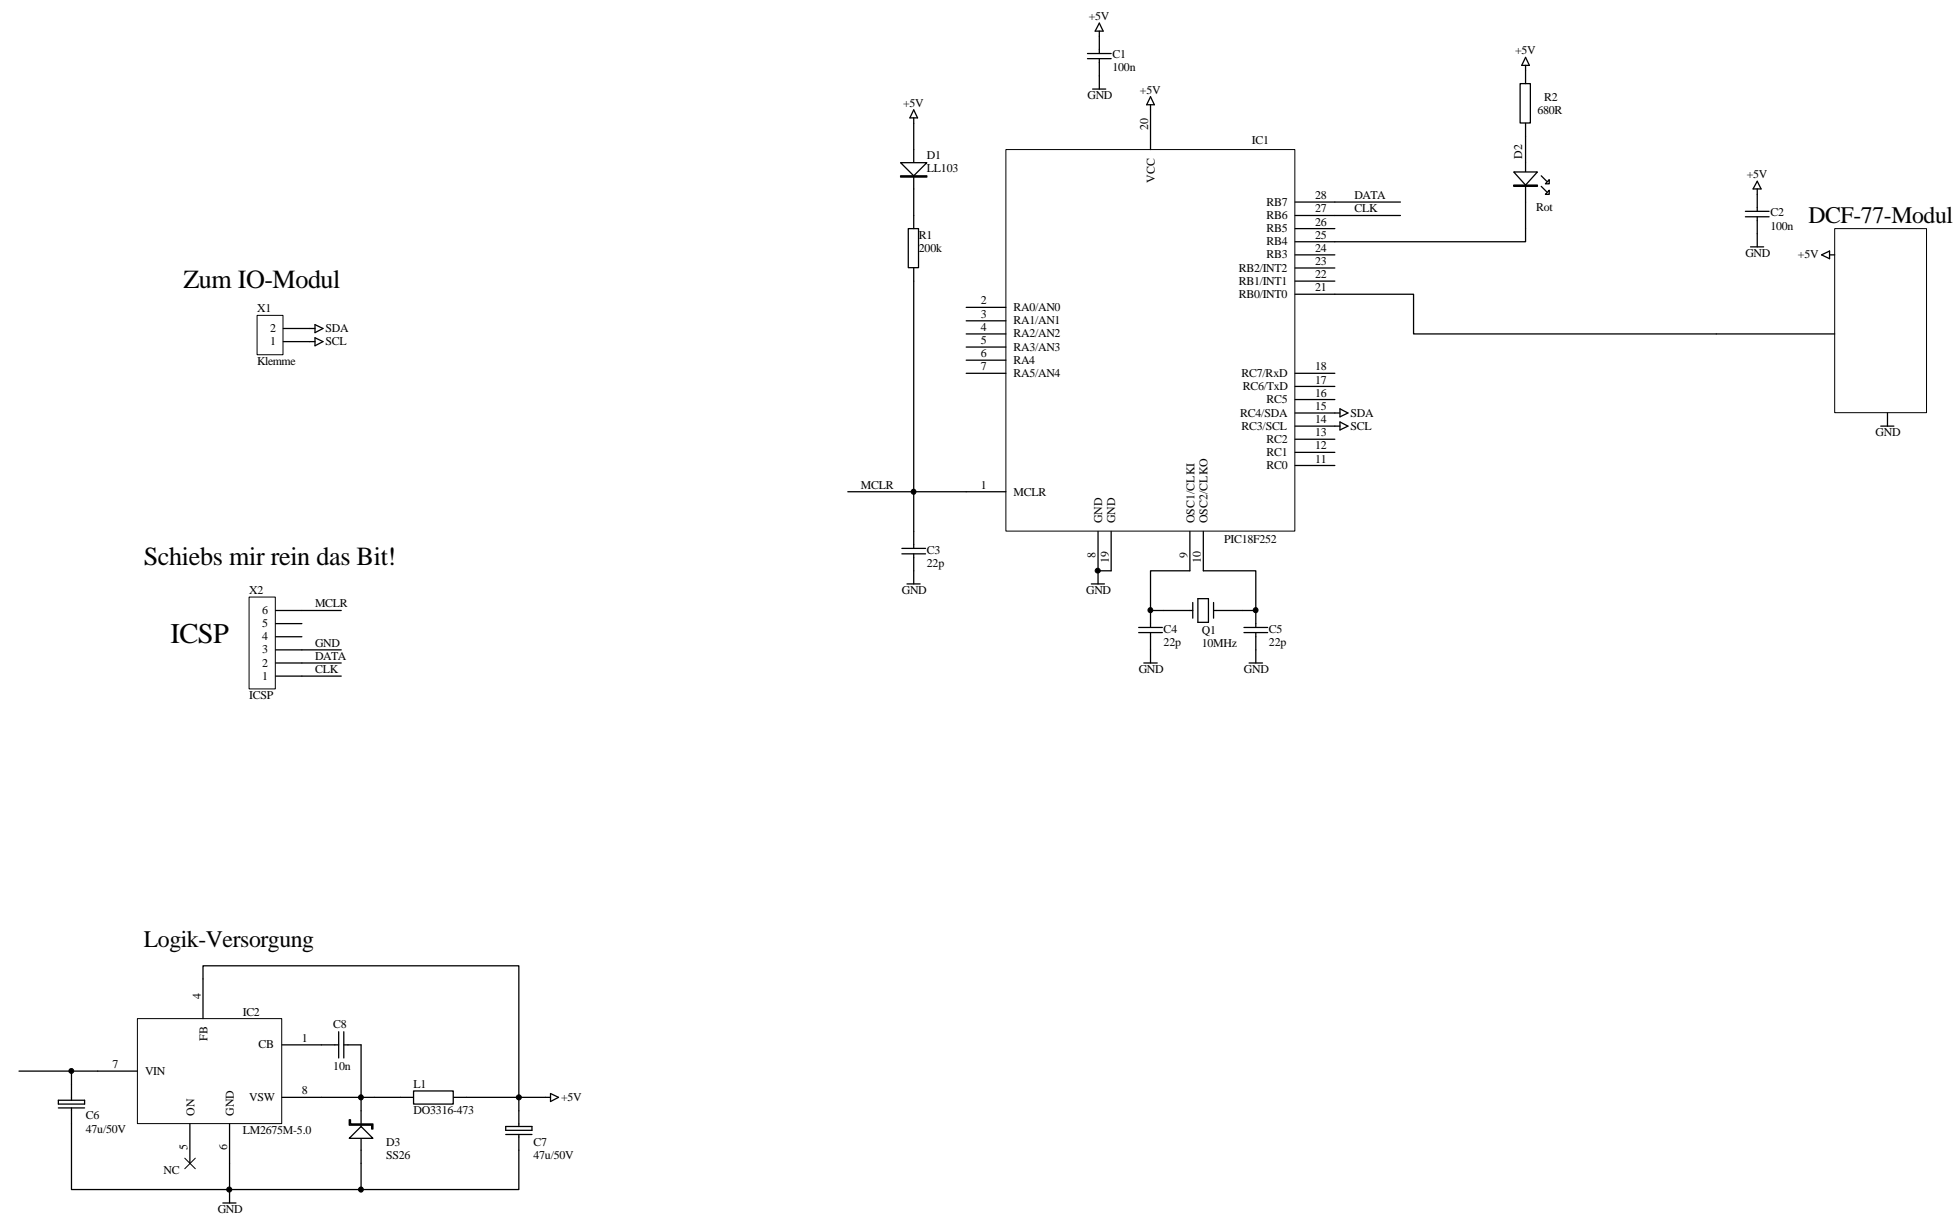 +5V
C1
100n
GND
+5V
20
VCC
IC1
+5V
D1
LL103
R1
200k
+5V
R2
680R
D2
Rot
RB7 28 DATA
RB6 27 CLK
RB5 26
RB4 25
RB3 24
RB2/INT2 23
RB1/INT1 22
RB0/INT0 21
+5V
C2
100n
GND
DCF-77-Modul
+5V
GND
Zum IO-Modul
X1
2 SDA
1 SCL
Klemme
2 RA0/AN0
3 RA1/AN1
4 RA2/AN2
5 RA3/AN3
6 RA4
7 RA5/AN4
RC7/RxD 18
RC6/TxD 17
RC5 16
RC4/SDA 15 SDA
RC3/SCL 14 SCL
RC2 13
RC1 12
RC0 11
MCLR 1 MCLR
GND
GND
OSC1/CLKI
OSC2/CLKO
PIC18F252
8
19
9
10
C3
22p
GND
GND
C4
22p
GND
Q1
10MHz
C5
22p
GND
Schiebs mir rein das Bit!
X2
ICSP
6 MCLR
5
4
3 GND
2 DATA
1 CLK
ICSP
Logik-Versorgung
4
IC2
FB
CB 1
C8
10n
7 VIN
VSW 8
ON
GND
LM2675M-5.0
L1
DO3316-473
+5V
C6
47u/50V
5
NC
6
D3
SS26
C7
47u/50V
GND